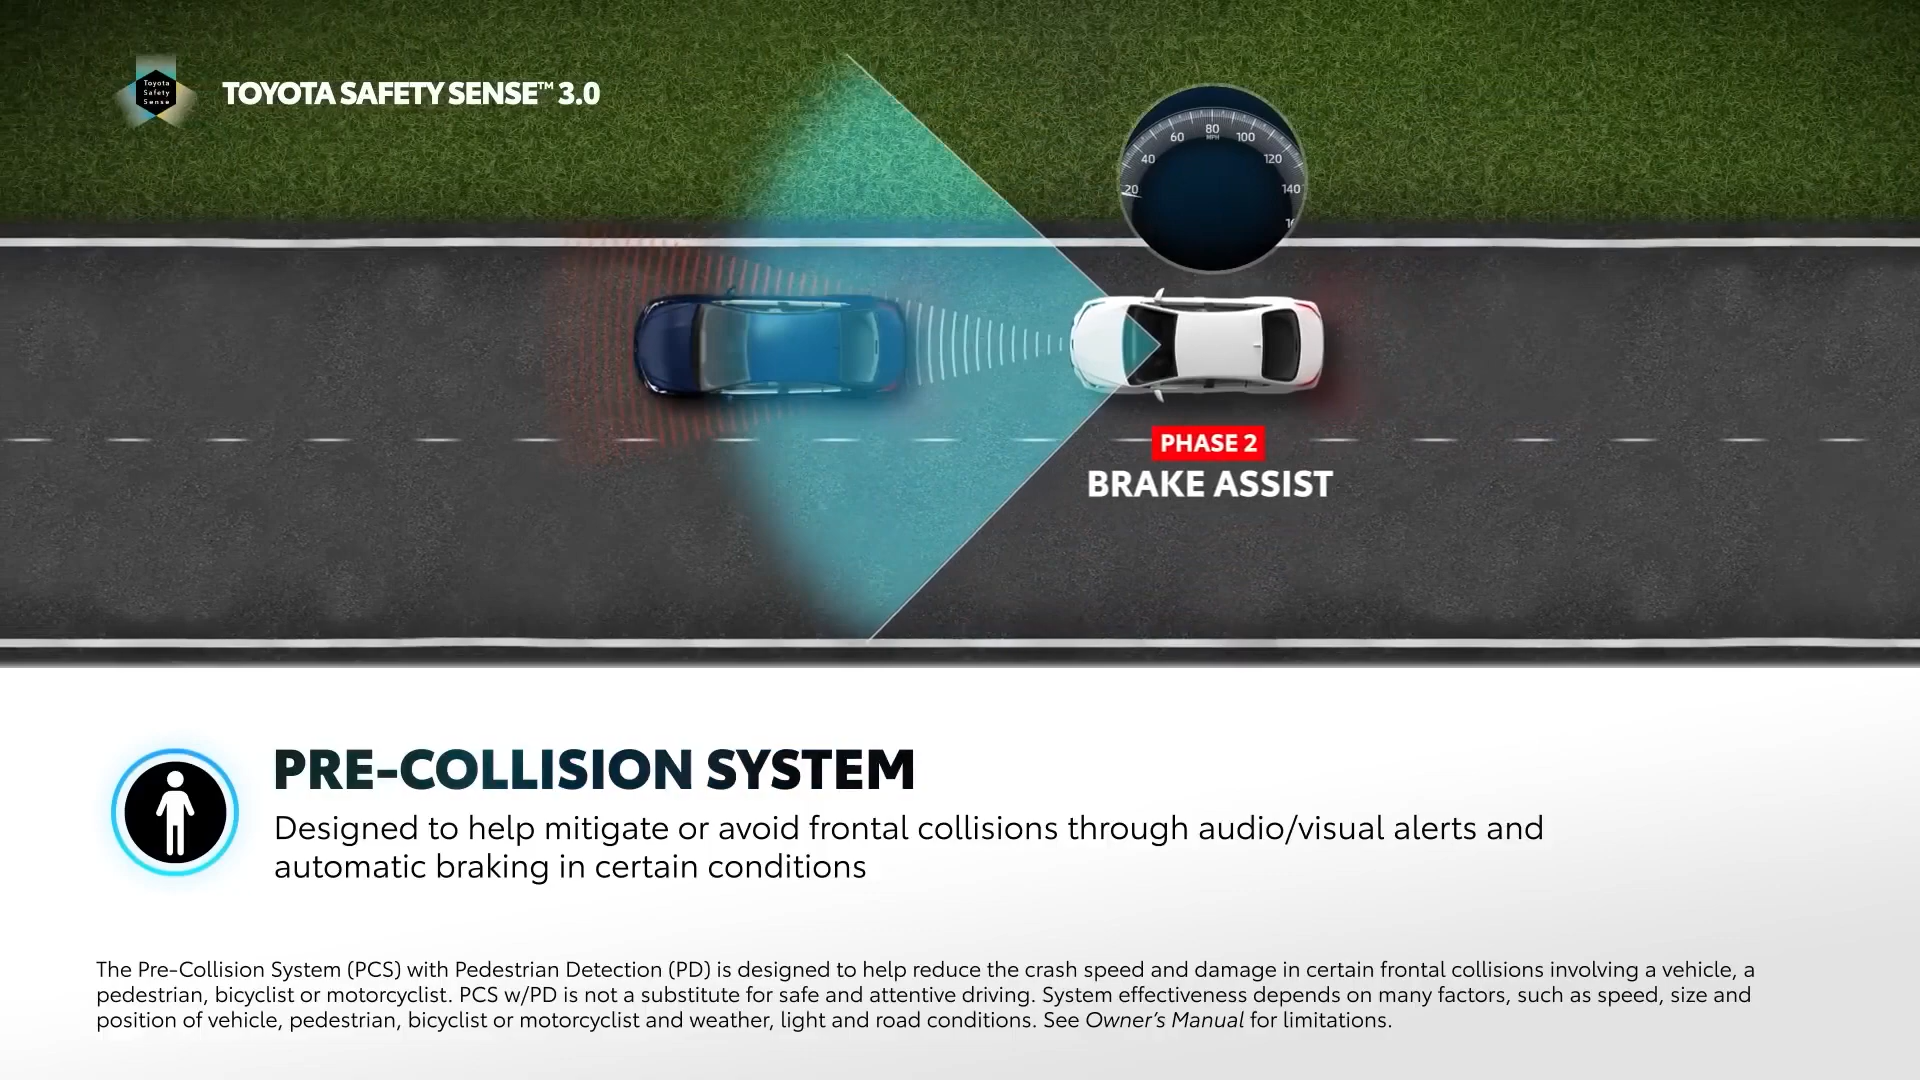 Toyota
Safety
Sense
TOYOTA SAFETY SENSE™ 3.0
20
40
60
80
MPH
100
120
140
PHASE 2
BRAKE ASSIST
PRE-COLLISION SYSTEM
Designed to help mitigate or avoid frontal collisions through audio/visual alerts and
automatic braking in certain conditions
The Pre-Collision System (PCS) with Pedestrian Detection (PD) is designed to help reduce the crash speed and damage in certain frontal collisions involving a vehicle, a
pedestrian, bicyclist or motorcyclist. PCS w/PD is not a substitute for safe and attentive driving. System effectiveness depends on many factors, such as speed, size and
position of vehicle, pedestrian, bicyclist or motorcyclist and weather, light and road conditions. See Owner's Manual for limitations.